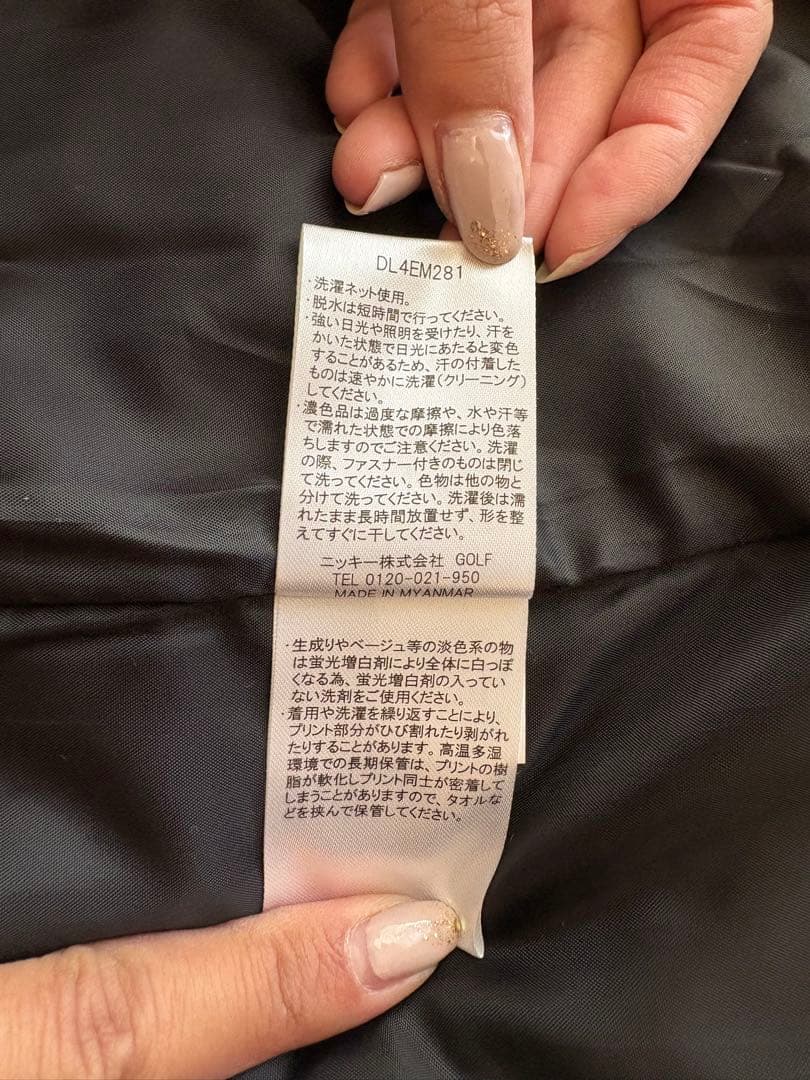 DL4EM281
・洗濯ネット使用。
・脱水は短時間で行ってください。
・強い日光や照明を受けたり、汗を
かいた状態で日光にあたると変色
することがあるため、汗の付着した
ものは速やかに洗濯(クリーニング)
してください。
・濃色品は過度な摩擦や、水や汗等
で濡れた状態での摩擦により色落
ちしますのでご注意ください。洗濯
の際、ファスナー付きのものは閉じ
て洗ってください。色物は他の物と
分けて洗ってください。洗濯後は濡
れたまま長時間放置せず、形を整
えてすぐに干してください。
ニッキー株式会社 GOLF
TEL 0120-021-950
MADE IN MYANMAR
・生成りやベージュ等の淡色系の物
は蛍光増白剤により全体に白っぽ
くなる為、蛍光増白剤の入ってい
ない洗剤をご使用ください。
・着用や洗濯を繰り返すことにより、
プリント部分がひび割れたり剥がれ
たりすることがあります。高温多湿
環境での長期保管は、プリントの樹
脂が軟化しプリント同士が密着して
しまうことがありますので、タオルな
どを挟んで保管してください。